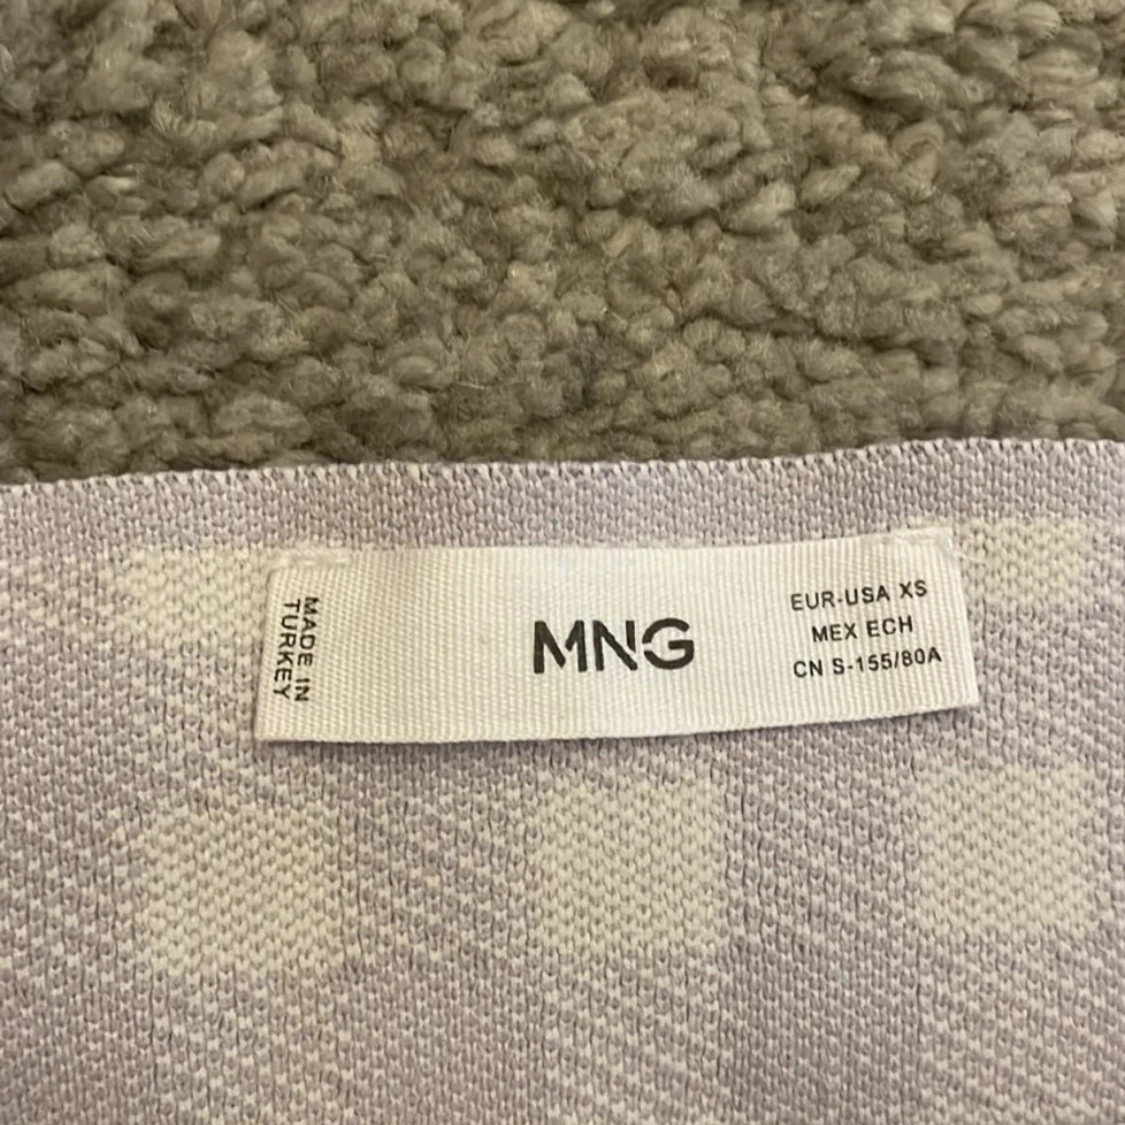 MADE IN
TURKEY
MNG
EUR-USA XS
MEX ECH
CN S-155/80A